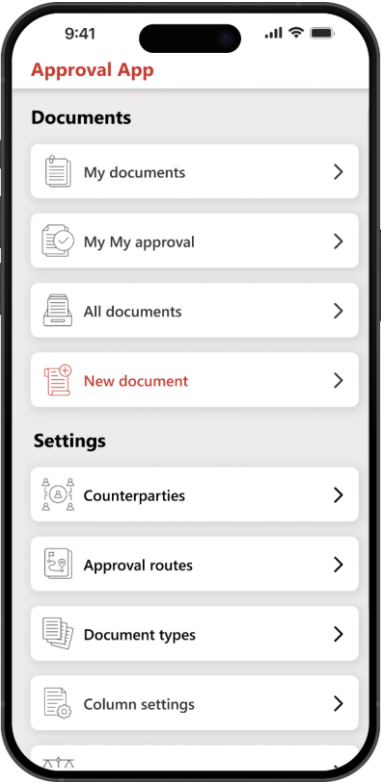 9:41
Approval App
Documents
My documents
My My approval
All documents
New document
Settings
Counterparties
Approval routes
Document types
Column settings